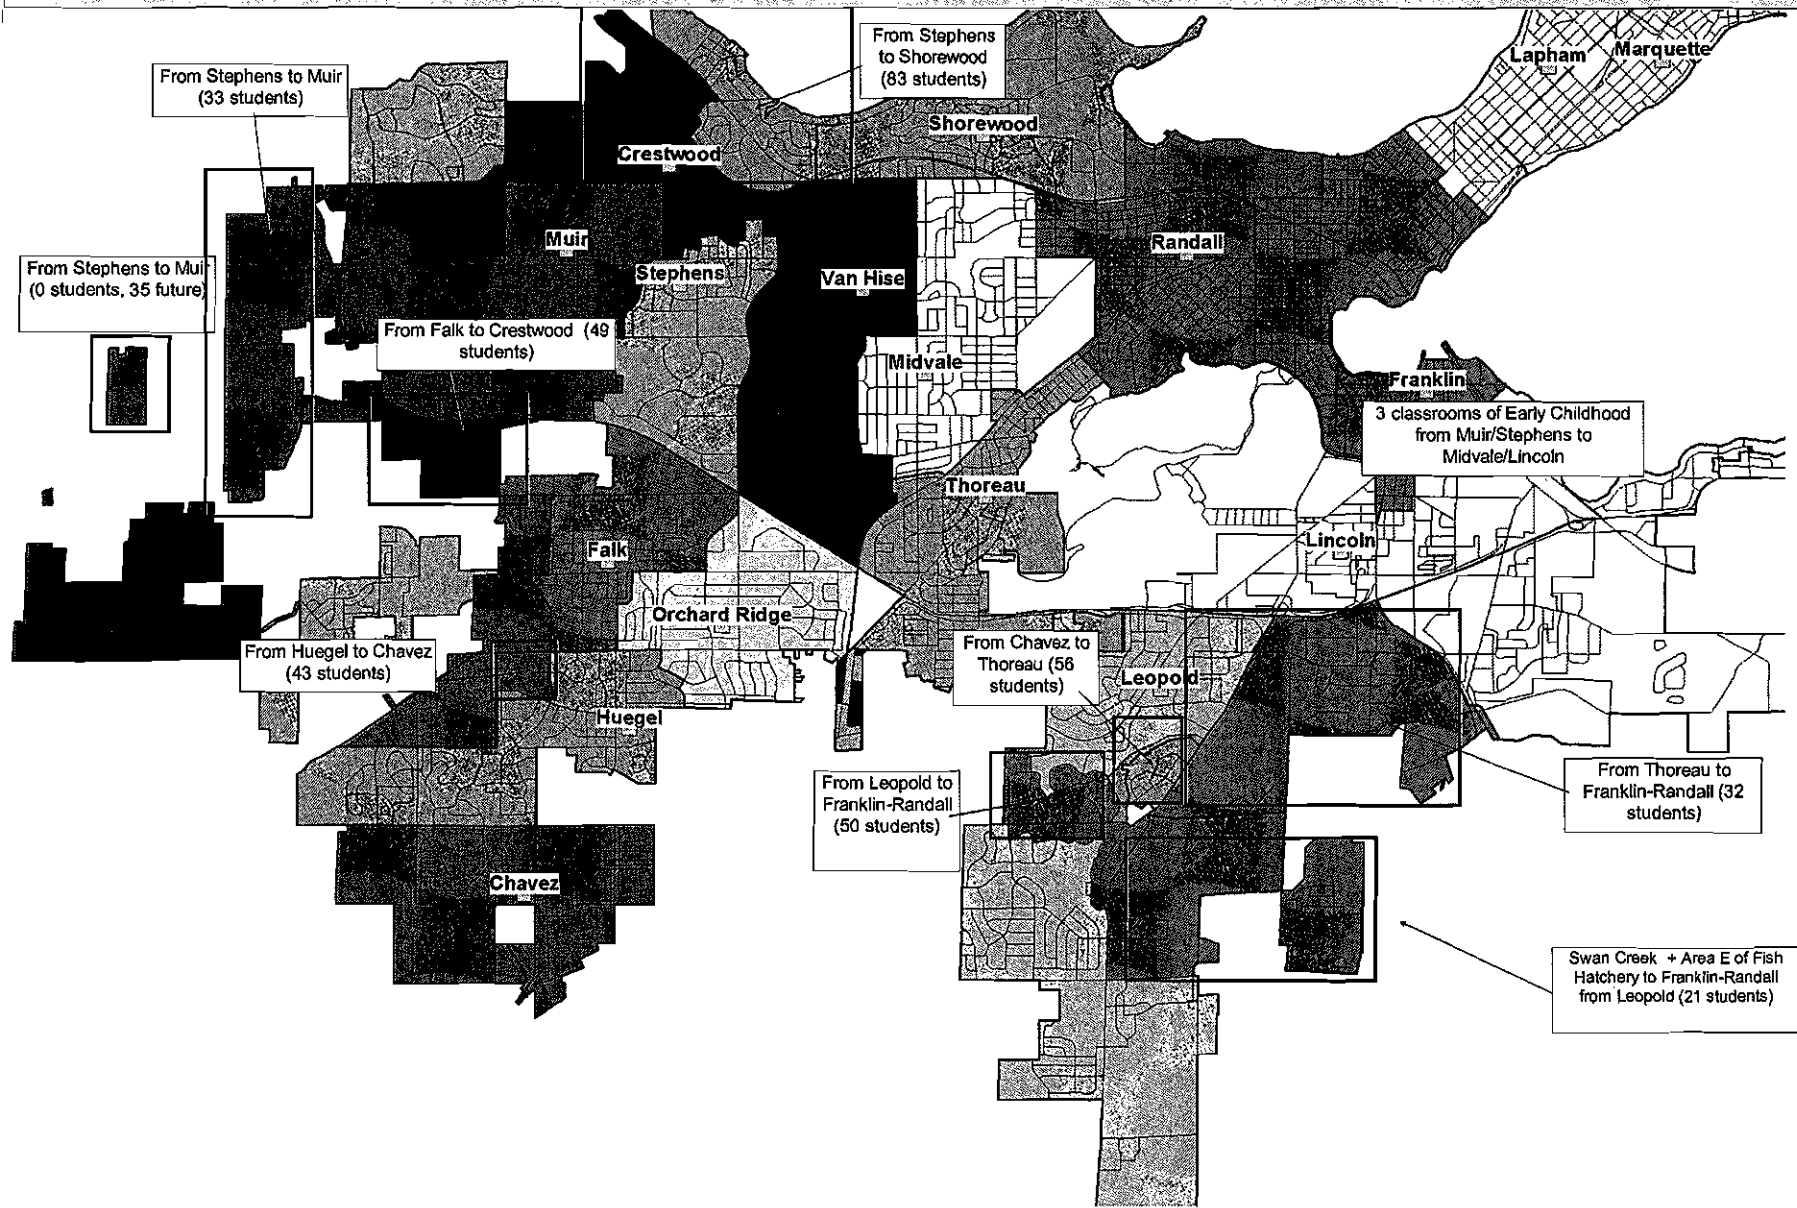 From Stephens
to Shorewood
(83 students)
Lapham
Marquette
From Stephens to Muir
(33 students)
Shorewood
Crestwood
Muir
Randall
Stephens
Van Hise
From Stephens to Muir
(0 students, 35 future)
From Falk to Crestwood (49
students)
Midvale
Franklin
3 classrooms of Early Childhood
from Muir/Stephens to
Midvale/Lincoln
Thoreau
Falk
Lincoln
Orchard Ridge
From Huegel to Chavez
(43 students)
From Chavez to
Thoreau (56
students)
Leopold
Huegel
From Leopold to
Franklin-Randall
(50 students)
From Thoreau to
Franklin-Randall (32
students)
Chavez
Swan Creek + Area E of Fish
Hatchery to Franklin-Randall
from Leopold (21 students)